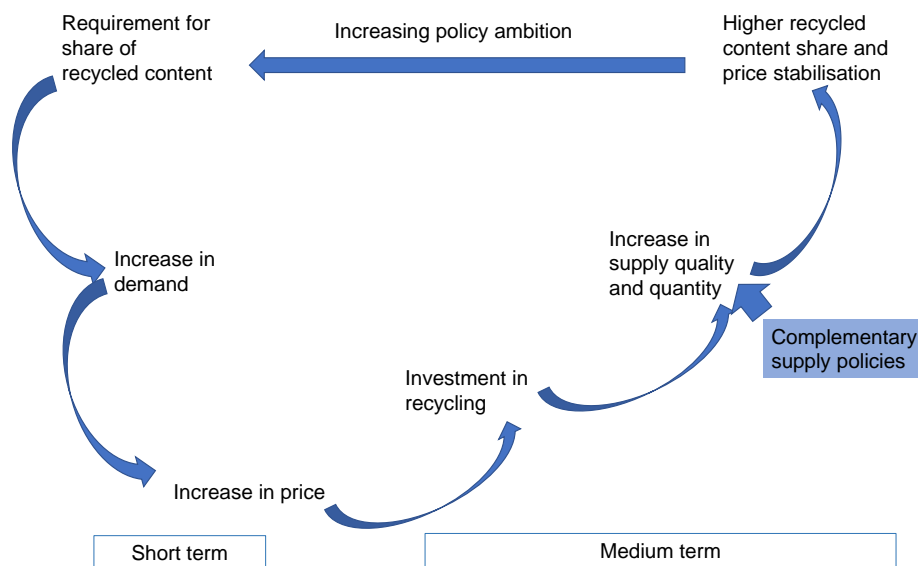 Requirement for
share of
recycled content
Increasing policy ambition
Higher recycled
content share and
price stabilisation
Increase in
demand
Increase in
supply quality
and quantity
Complementary
supply policies
Investment in
recycling
Increase in price
Short term
Medium term